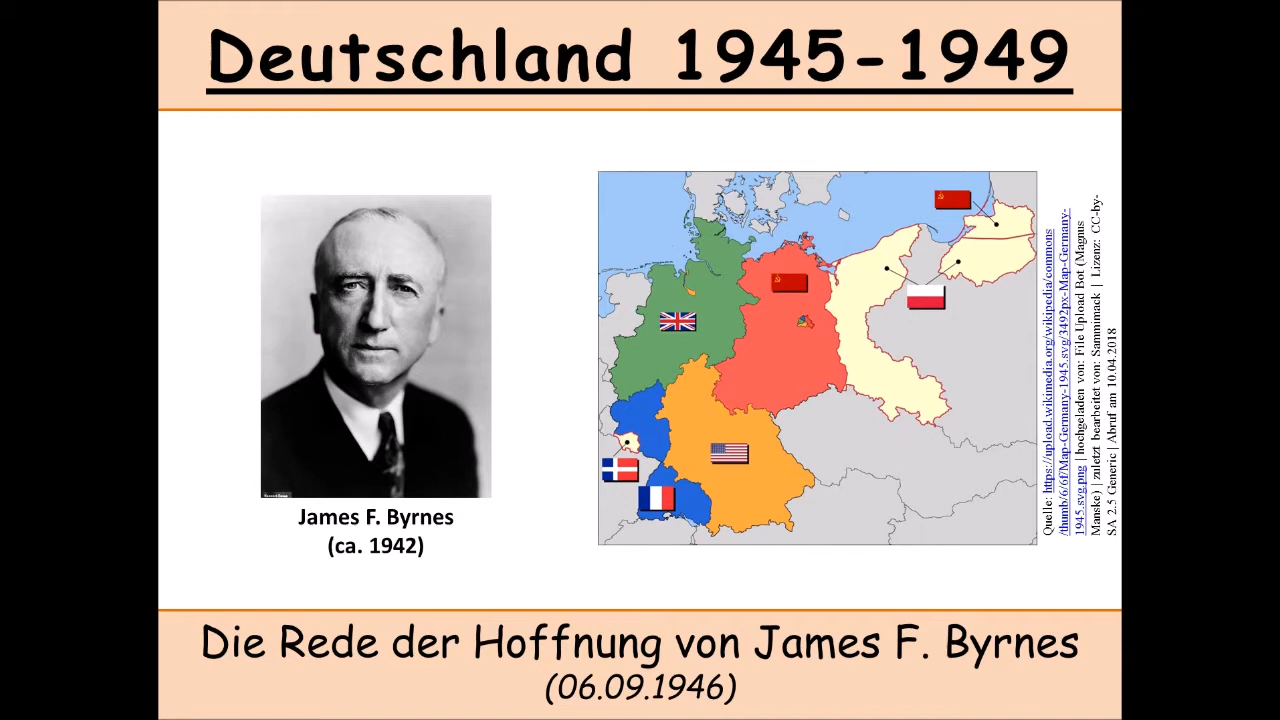 Deutschland 1945-1949
James F. Byrnes
(ca. 1942)
Quelle: https://upload.wikimedia.org/wikipedia/commons
/thumb/6/6f/Map-Germany-1945.svg/3492px-Map-Germany-
1945.svg.png | hochgeladen von: File Upload Bot (Magnus
Manske) | zuletzt bearbeitet von: Sammimack | Lizenz: CC-by-
SA 2.5 Generic | Abruf am 10.04.2018
Die Rede der Hoffnung von James F. Byrnes
(06.09.1946)